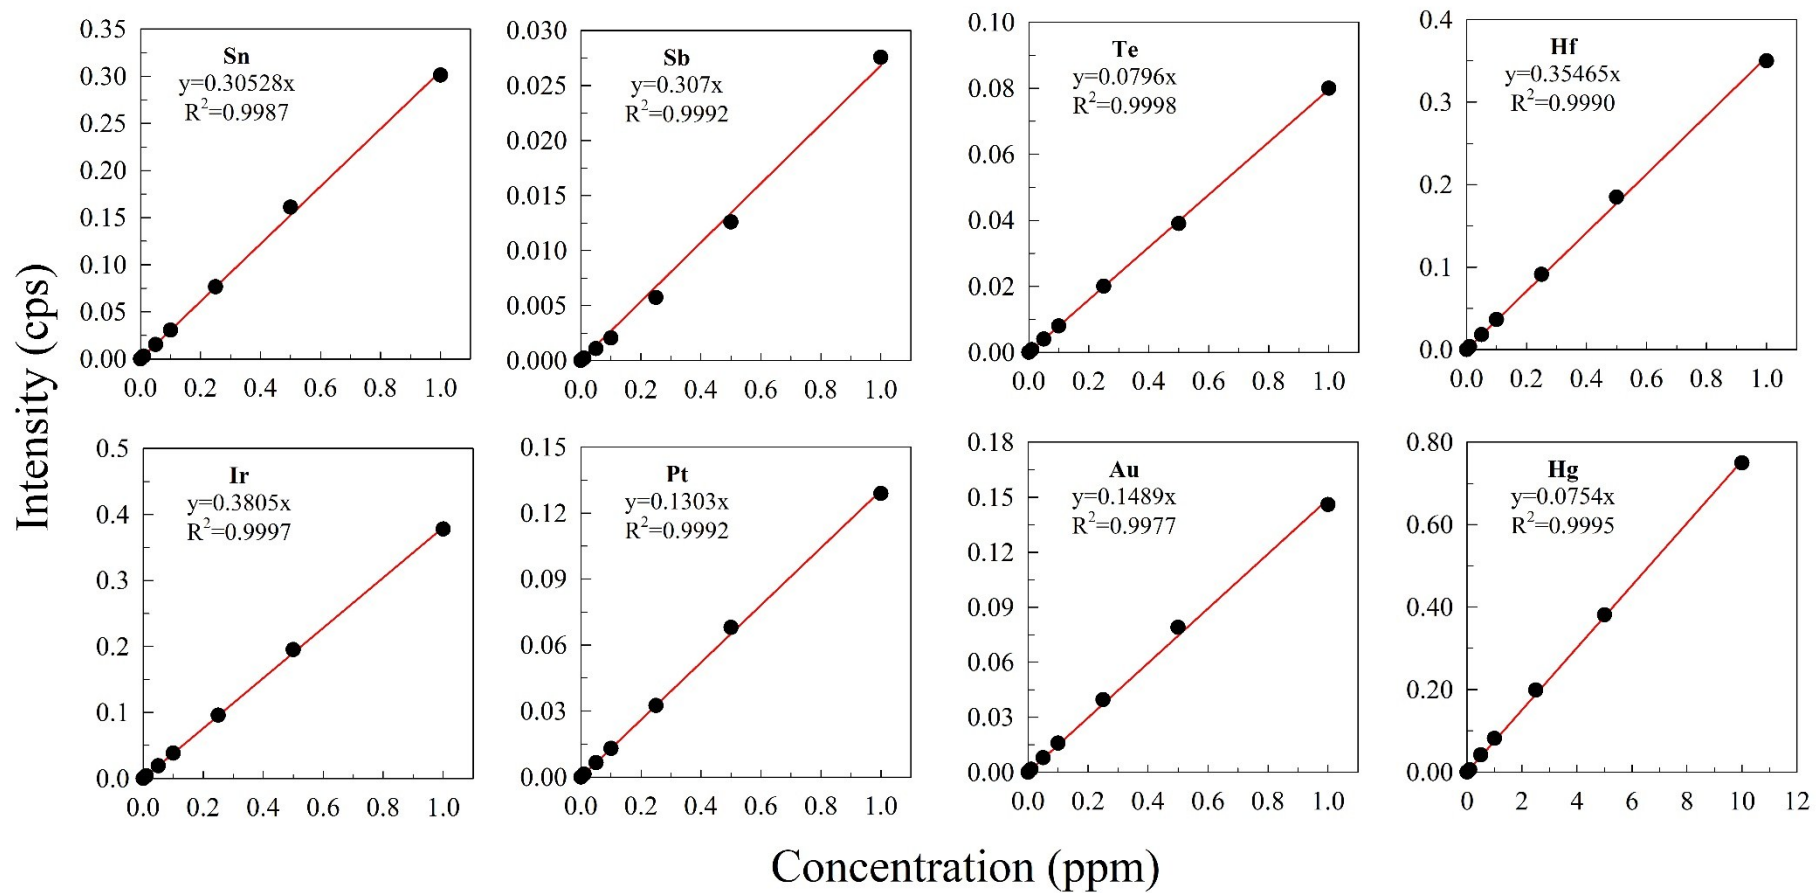 Intensity (cps)
0.35
0.30
0.25
0.20
0.15
0.10
0.05
0.00
Sn
y=0.30528x
R²=0.9987
0.0 0.2 0.4 0.6 0.8 1.0
0.030
0.025
0.020
0.015
0.010
0.005
0.000
Sb
y=0.307x
R²=0.9992
0.0 0.2 0.4 0.6 0.8 1.0
0.10
0.08
0.06
0.04
0.02
0.00
Te
y=0.0796x
R²=0.9998
0.0 0.2 0.4 0.6 0.8 1.0
0.4
0.3
0.2
0.1
0.0
Hf
y=0.35465x
R²=0.9990
0.0 0.2 0.4 0.6 0.8 1.0
0.5
0.4
0.3
0.2
0.1
0.0
Ir
y=0.3805x
R²=0.9997
0.0 0.2 0.4 0.6 0.8 1.0
0.15
0.12
0.09
0.06
0.03
0.00
Pt
y=0.1303x
R²=0.9992
0.0 0.2 0.4 0.6 0.8 1.0
0.18
0.15
0.12
0.09
0.06
0.03
0.00
Au
y=0.1489x
R²=0.9977
0.0 0.2 0.4 0.6 0.8 1.0
0.80
0.60
0.40
0.20
0.00
Hg
y=0.0754x
R²=0.9995
0 2 4 6 8 10 12
Concentration (ppm)